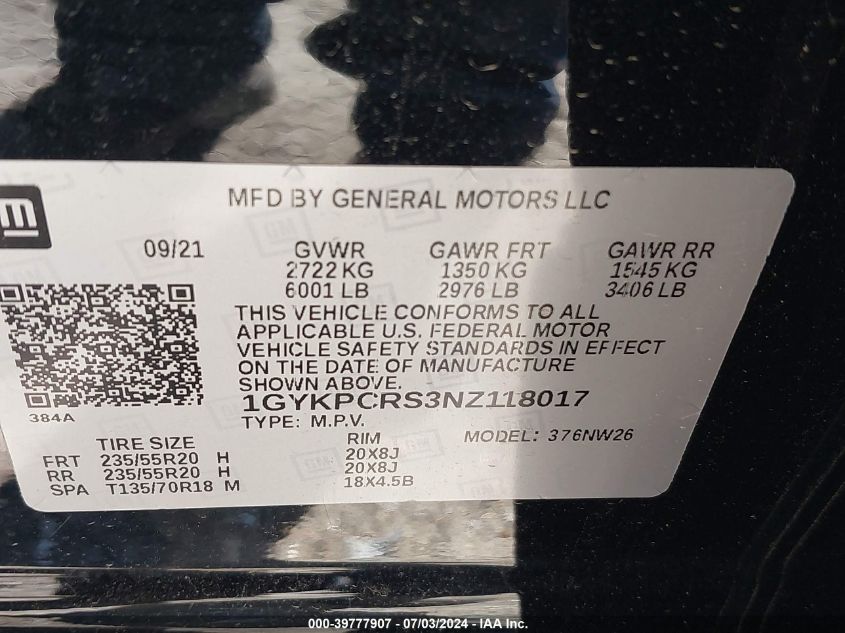 GM
MFD BY GENERAL MOTORS LLC
09/21 GVWR GAWR FRT GAWR RR
2722 KG 1350 KG 1545 KG
6001 LB 2976 LB 3406 LB
THIS VEHICLE CONFORMS TO ALL
APPLICABLE U.S. FEDERAL MOTOR
VEHICLE SAFETY STANDARDS IN EFFECT
ON THE DATE OF MANUFACTURE
SHOWN ABOVE.
384A
1GYKPCRS3NZ118017
TYPE: M.P.V.
TIRE SIZE RIM MODEL: 376NW26
FRT 235/55R20 H 20X8J
RR 235/55R20 H 20X8J
SPA T135/70R18 M 18X4.5B
000-39777907 - 07/03/2024 - IAA Inc.